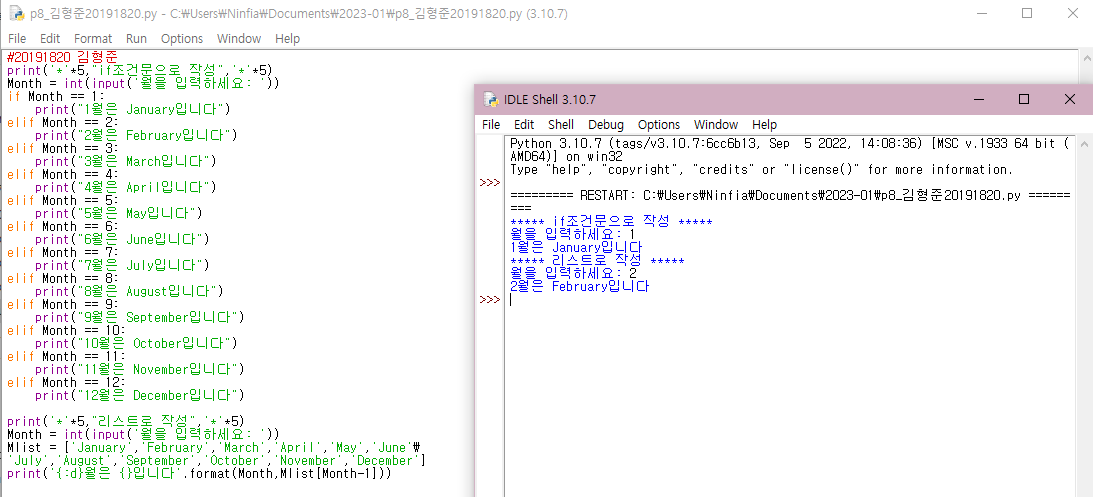 p8_김형준20191820.py - C:₩Users₩Ninfia₩Documents₩2023-01₩p8_김형준20191820.py (3.10.7)
File Edit Format Run Options Window Help
#20191820 김형준
print('*'*5,"if조건문으로 작성",'*'*5)
Month = int(input('월을 입력하세요: '))
if Month == 1:
    print("1월은 January입니다")
elif Month == 2:
    print("2월은 February입니다")
elif Month == 3:
    print("3월은 March입니다")
elif Month == 4:
    print("4월은 April입니다")
elif Month == 5:
    print("5월은 May입니다")
elif Month == 6:
    print("6월은 June입니다")
elif Month == 7:
    print("7월은 July입니다")
elif Month == 8:
    print("8월은 August입니다")
elif Month == 9:
    print("9월은 September입니다")
elif Month == 10:
    print("10월은 October입니다")
elif Month == 11:
    print("11월은 November입니다")
elif Month == 12:
    print("12월은 December입니다")
print('*'*5,"리스트로 작성",'*'*5)
Month = int(input('월을 입력하세요: '))
Mlist = ['January','February','March','April','May','June'₩
'July','August','September','October','November','December']
print('{:d}월은 {}입니다'.format(Month,Mlist[Month-1]))
IDLE Shell 3.10.7
File Edit Shell Debug Options Window Help
Python 3.10.7 (tags/v3.10.7:6cc6b13, Sep  5 2022, 14:08:36) [MSC v.1933 64 bit (
AMD64)] on win32
Type "help", "copyright", "credits" or "license()" for more information.
>>>
========= RESTART: C:₩Users₩Ninfia₩Documents₩2023-01₩p8_김형준20191820.py ======
===
***** if조건문으로 작성 *****
월을 입력하세요: 1
1월은 January입니다
***** 리스트로 작성 *****
월을 입력하세요: 2
2월은 February입니다
>>>